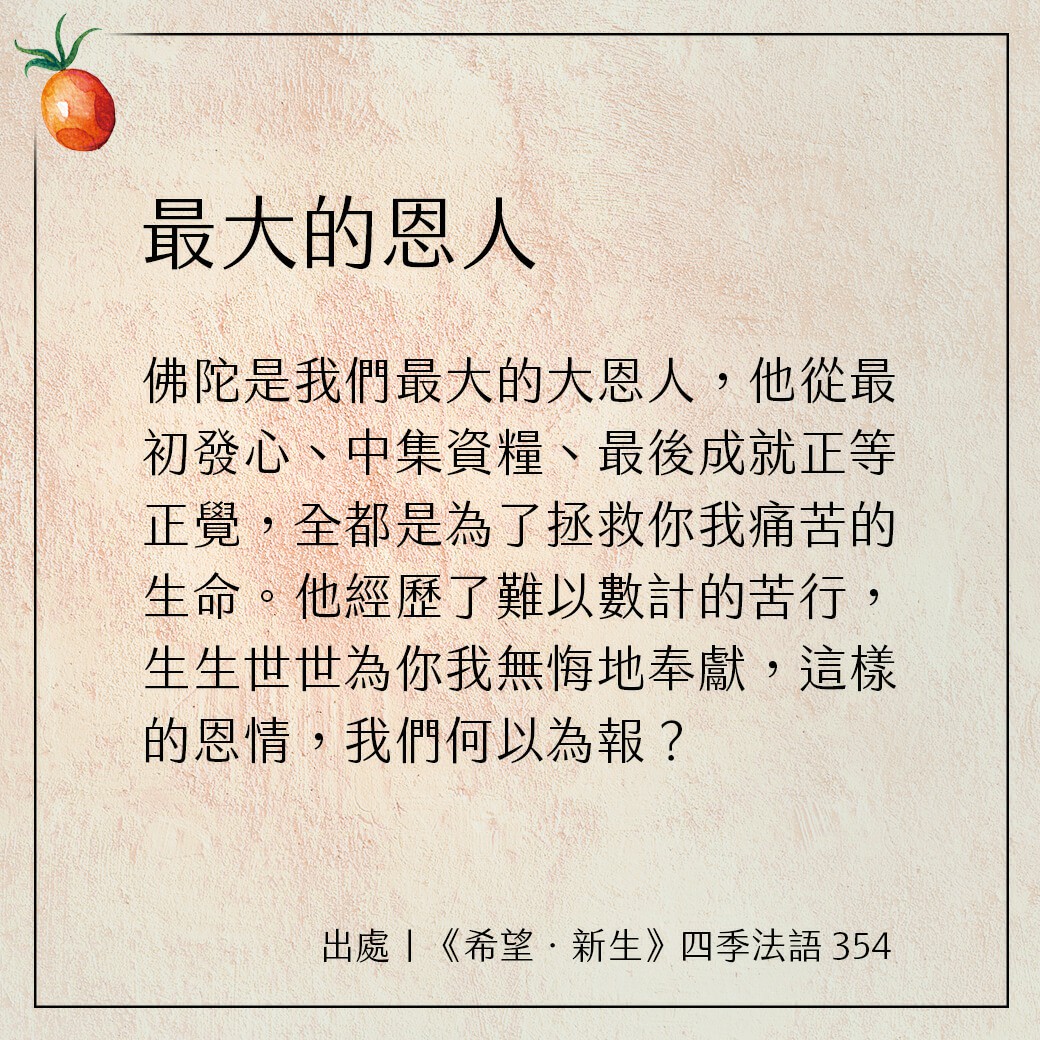 最大的恩人
佛陀是我們最大的大恩人，他從最
初發心、中集資糧、最後成就正等
正覺，全都是為了拯救你我痛苦的
生命。他經歷了難以數計的苦行，
生生世世為你我無悔地奉獻，這樣
的恩情，我們何以為報？
出處｜《希望．新生》四季法語 354